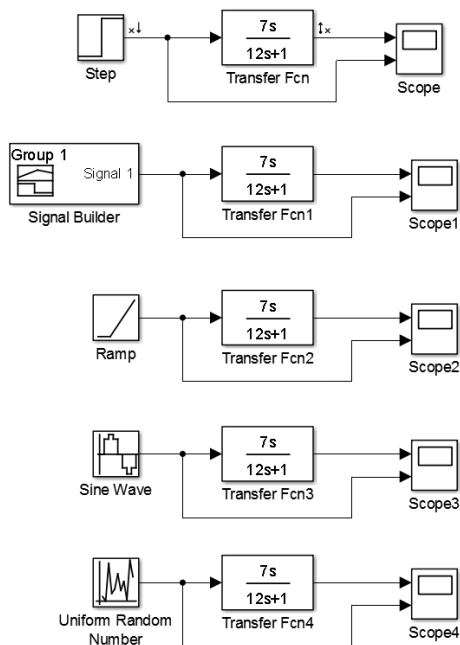 7s
12s+1
Step
Transfer Fcn
Scope
Group 1
Signal 1
Signal Builder
7s
12s+1
Transfer Fcn1
Scope1
7s
12s+1
Ramp
Transfer Fcn2
Scope2
7s
12s+1
Sine Wave
Transfer Fcn3
Scope3
7s
12s+1
Uniform Random
Number
Transfer Fcn4
Scope4